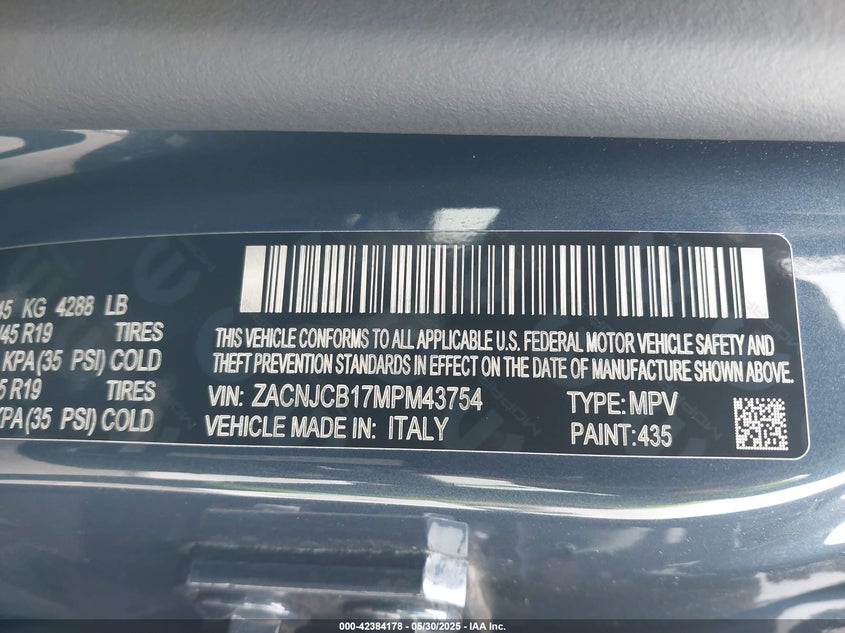 45 KG 4288 LB
/45 R19 TIRES
KPA(35 PSI) COLD
5 R19 TIRES
KPA(35 PSI) COLD
THIS VEHICLE CONFORMS TO ALL APPLICABLE U.S. FEDERAL MOTOR VEHICLE SAFETY AND
THEFT PREVENTION STANDARDS IN EFFECT ON THE DATE OF MANUFACTURE SHOWN ABOVE.
VIN: ZACNJCB17MPM43754 TYPE: MPV
VEHICLE MADE IN: ITALY PAINT: 435
000-42384178 - 05/30/2025 - IAA Inc.